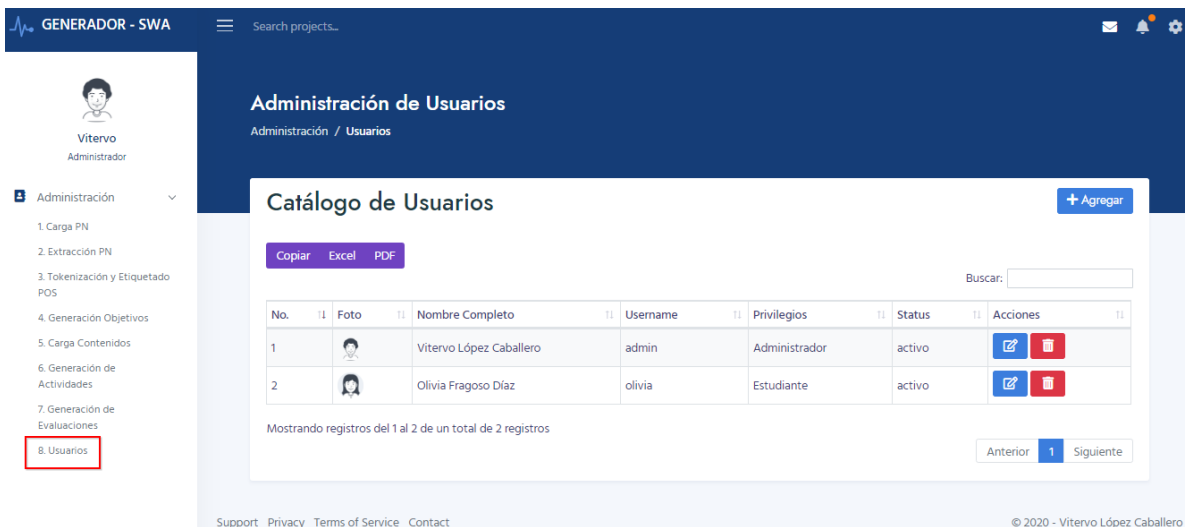 GENERADOR - SWA
Search projects...
Vitervo
Administrador
Administración
1. Carga PN
2. Extracción PN
3. Tokenización y Etiquetado
POS
4. Generación Objetivos
5. Carga Contenidos
6. Generación de
Actividades
7. Generación de
Evaluaciones
8. Usuarios
Administración de Usuarios
Administración / Usuarios
Catálogo de Usuarios
Agregar
Copiar Excel PDF
Buscar:
No. Foto Nombre Completo Username Privilegios Status Acciones
1 Vitervo López Caballero admin Administrador activo
2 Olivia Fragoso Díaz olivia Estudiante activo
Mostrando registros del 1 al 2 de un total de 2 registros
Anterior 1 Siguiente
Support Privacy Terms of Service Contact
© 2020 - Vitervo López Caballero